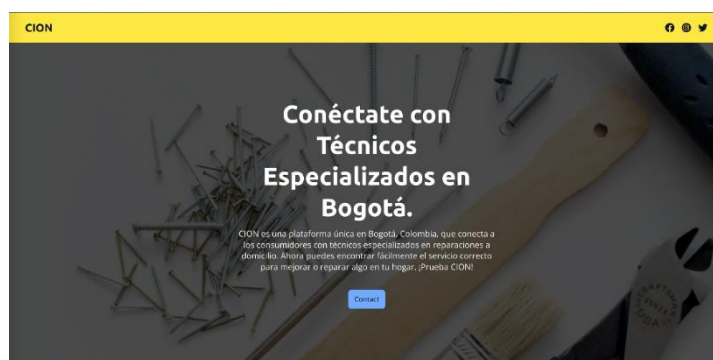 CION
Conéctate con
Técnicos
Especializados en
Bogotá.
CION es una plataforma única en Bogotá, Colombia, que conecta a
los consumidores con técnicos especializados en reparaciones a
domicilio. Ahora puedes encontrar fácilmente el servicio correcto
para mejorar o reparar algo en tu hogar. ¡Prueba CION!
Contact
CRAFTSMAN
USA